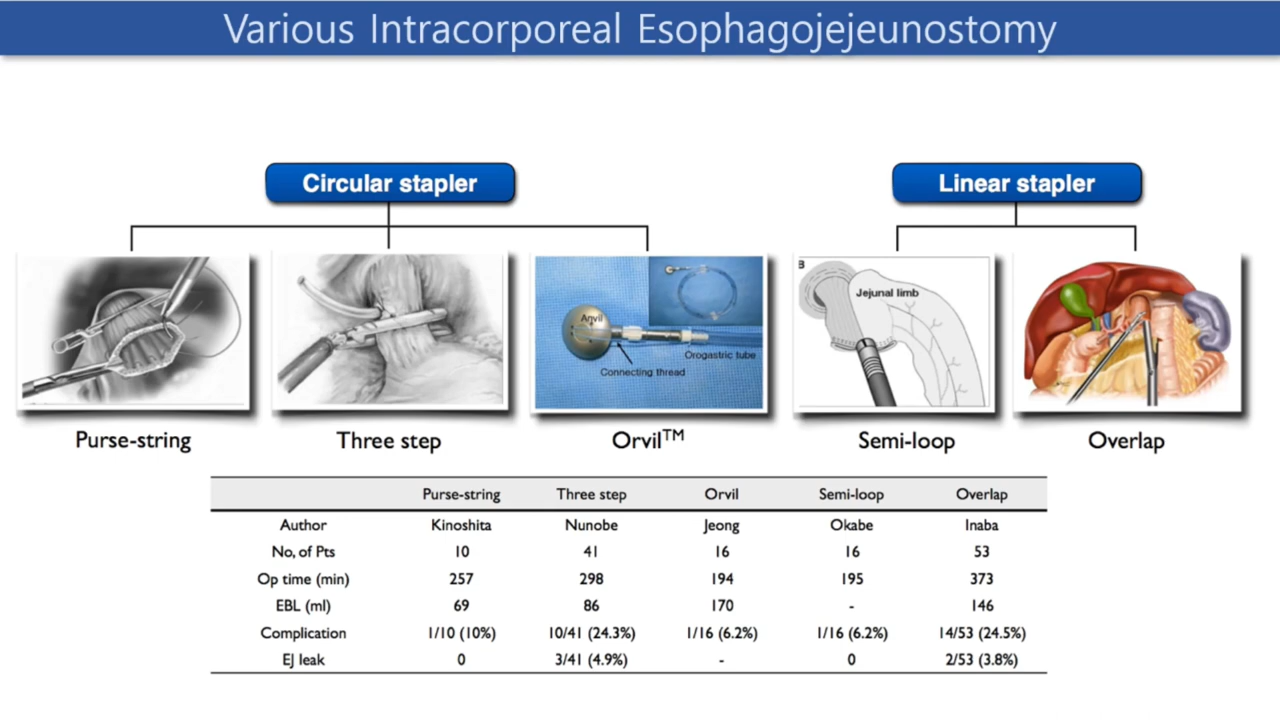 Various Intracorporeal Esophagojejeunostomy
Circular stapler
Linear stapler
Anvil
Orogastric tube
Connecting thread
B
Jejunal limb
Purse-string
Three step
Orvil™
Semi-loop
Overlap
Purse-string Three step Orvil Semi-loop Overlap
Author Kinoshita Nunobe Jeong Okabe Inaba
No, of Pts 10 41 16 16 53
Op time (min) 257 298 194 195 373
EBL (ml) 69 86 170 - 146
Complication 1/10 (10%) 10/41 (24.3%) 1/16 (6.2%) 1/16 (6.2%) 14/53 (24.5%)
EJ leak 0 3/41 (4.9%) - 0 2/53 (3.8%)